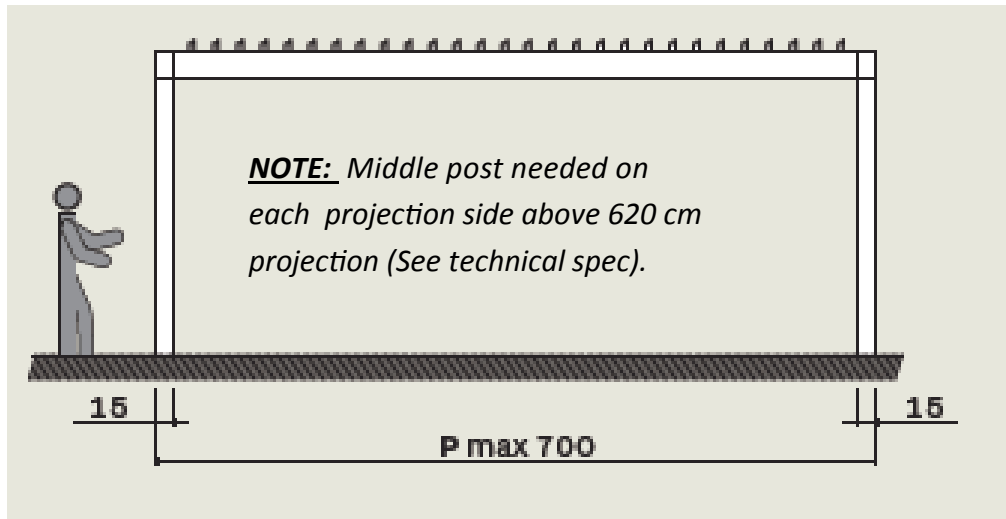 NOTE: Middle post needed on
each projection side above 620 cm
projection (See technical spec).
15
15
P max 700